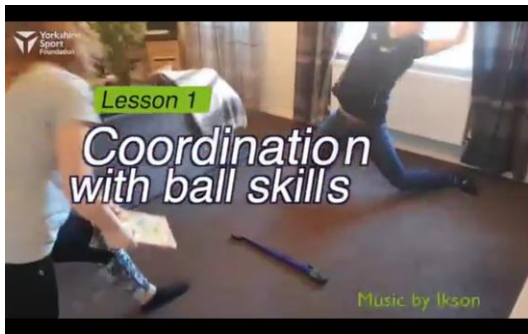 Yorkshire
Sport
Foundation
Lesson 1
Coordination
with ball skills
Music by Ikson